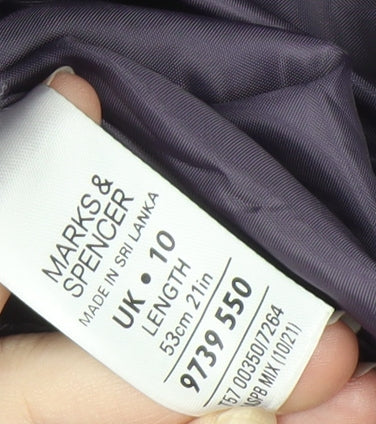 MARKS &
SPENCER
MADE IN SRI LANKA
UK • 10
LENGTH
53cm 21in
9739 550
T57 00350/7264
MIX (10/21)